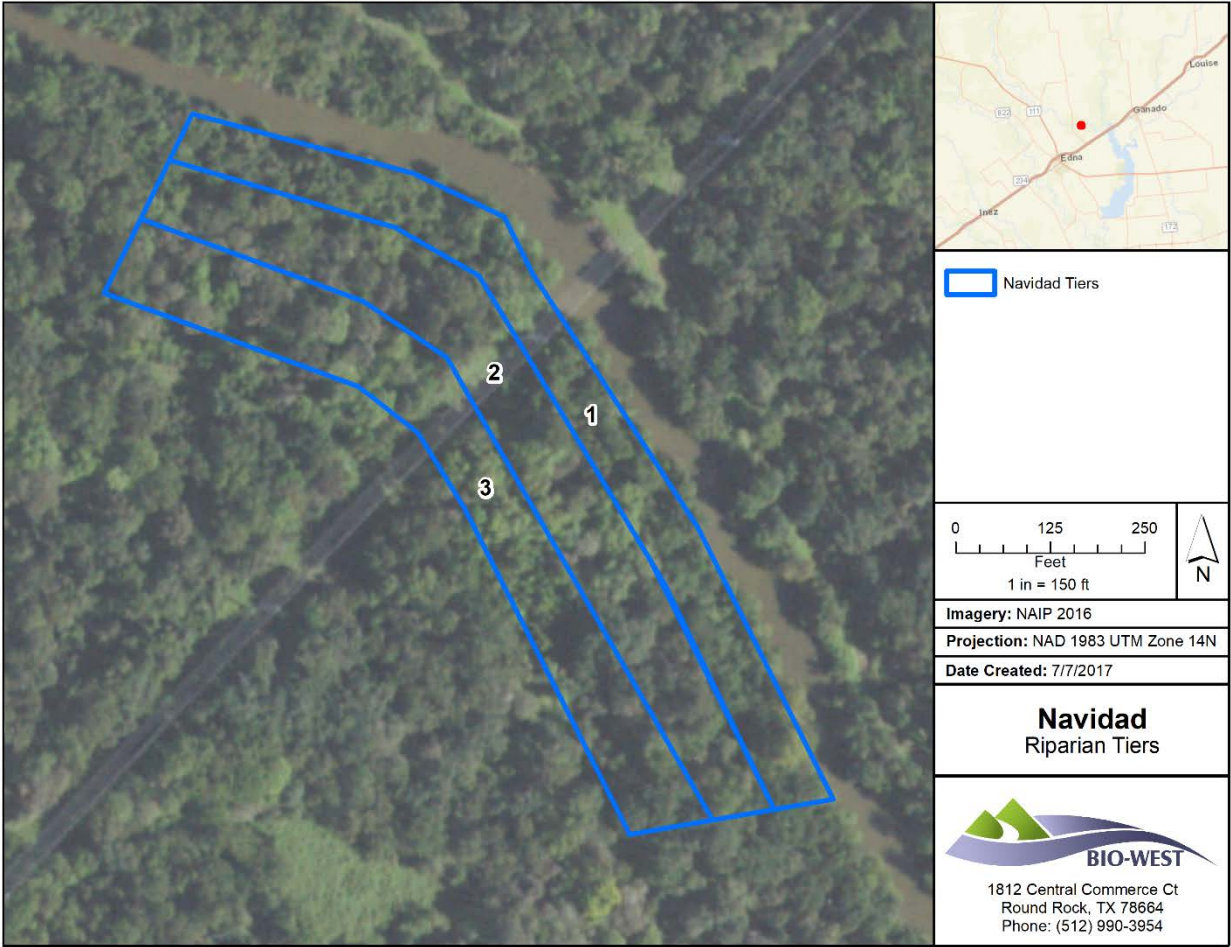 2
1
3
Louise
822
111
Ganado
Edna
234
Inez
172
Navidad Tiers
0 125 250
Feet
1 in = 150 ft
N
Imagery: NAIP 2016
Projection: NAD 1983 UTM Zone 14N
Date Created: 7/7/2017
Navidad
Riparian Tiers
BIO-WEST
1812 Central Commerce Ct
Round Rock, TX 78664
Phone: (512) 990-3954